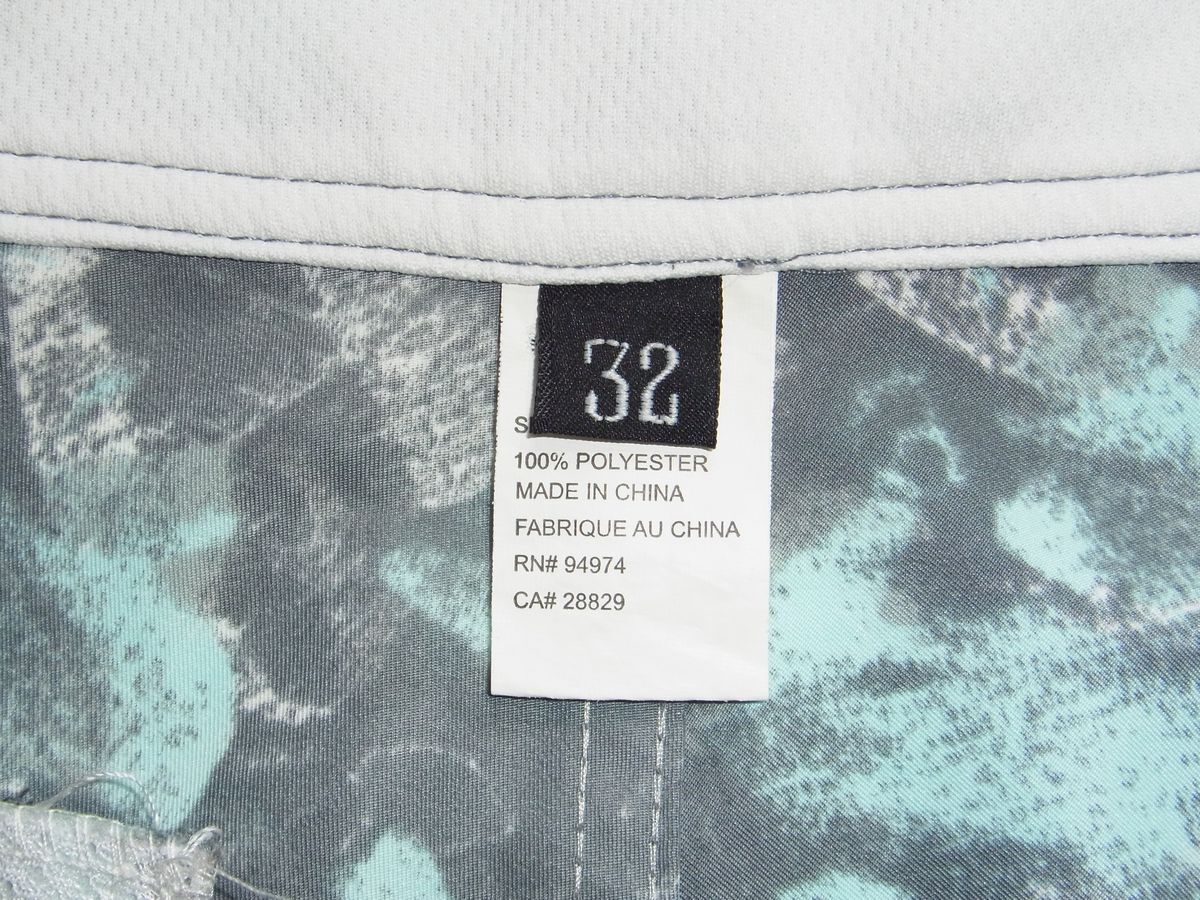 32
100% POLYESTER
MADE IN CHINA
FABRIQUE AU CHINA
RN# 94974
CA# 28829